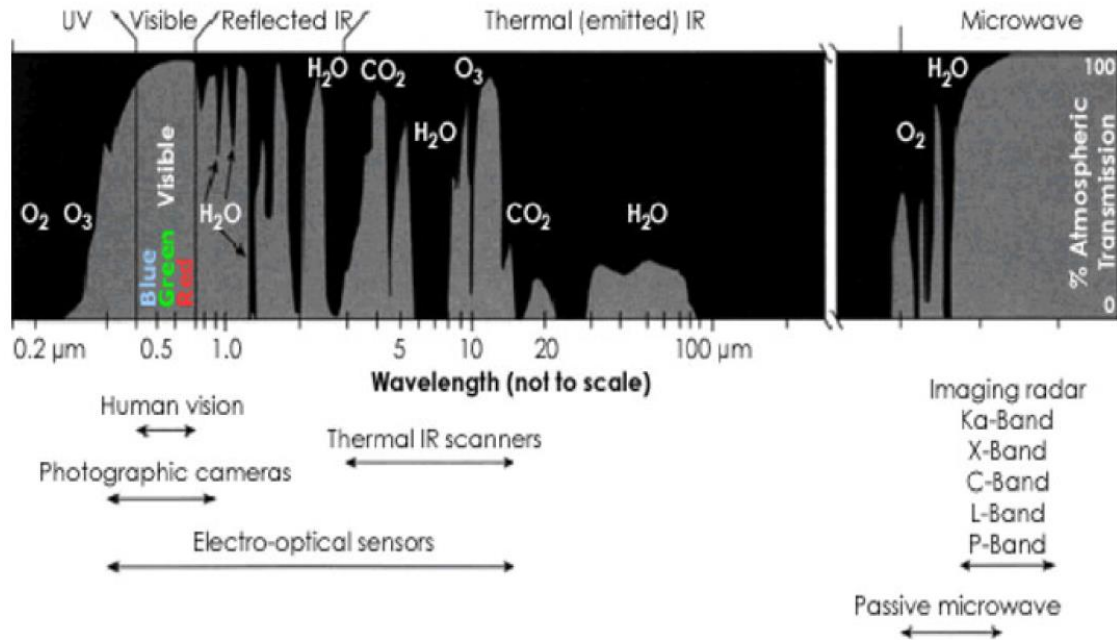 UV Visible Reflected IR Thermal (emitted) IR Microwave
H₂O CO₂ O₃ H₂O 100
H₂O O₂
O₂ O₃ H₂O CO₂ H₂O
Visible
Blue
Green
Red
% Atmospheric
Transmission
0
0.2 µm 0.5 1.0 5 10 20 100 µm
Wavelength (not to scale)
Human vision
Thermal IR scanners
Photographic cameras
Electro-optical sensors
Imaging radar
Ka-Band
X-Band
C-Band
L-Band
P-Band
Passive microwave